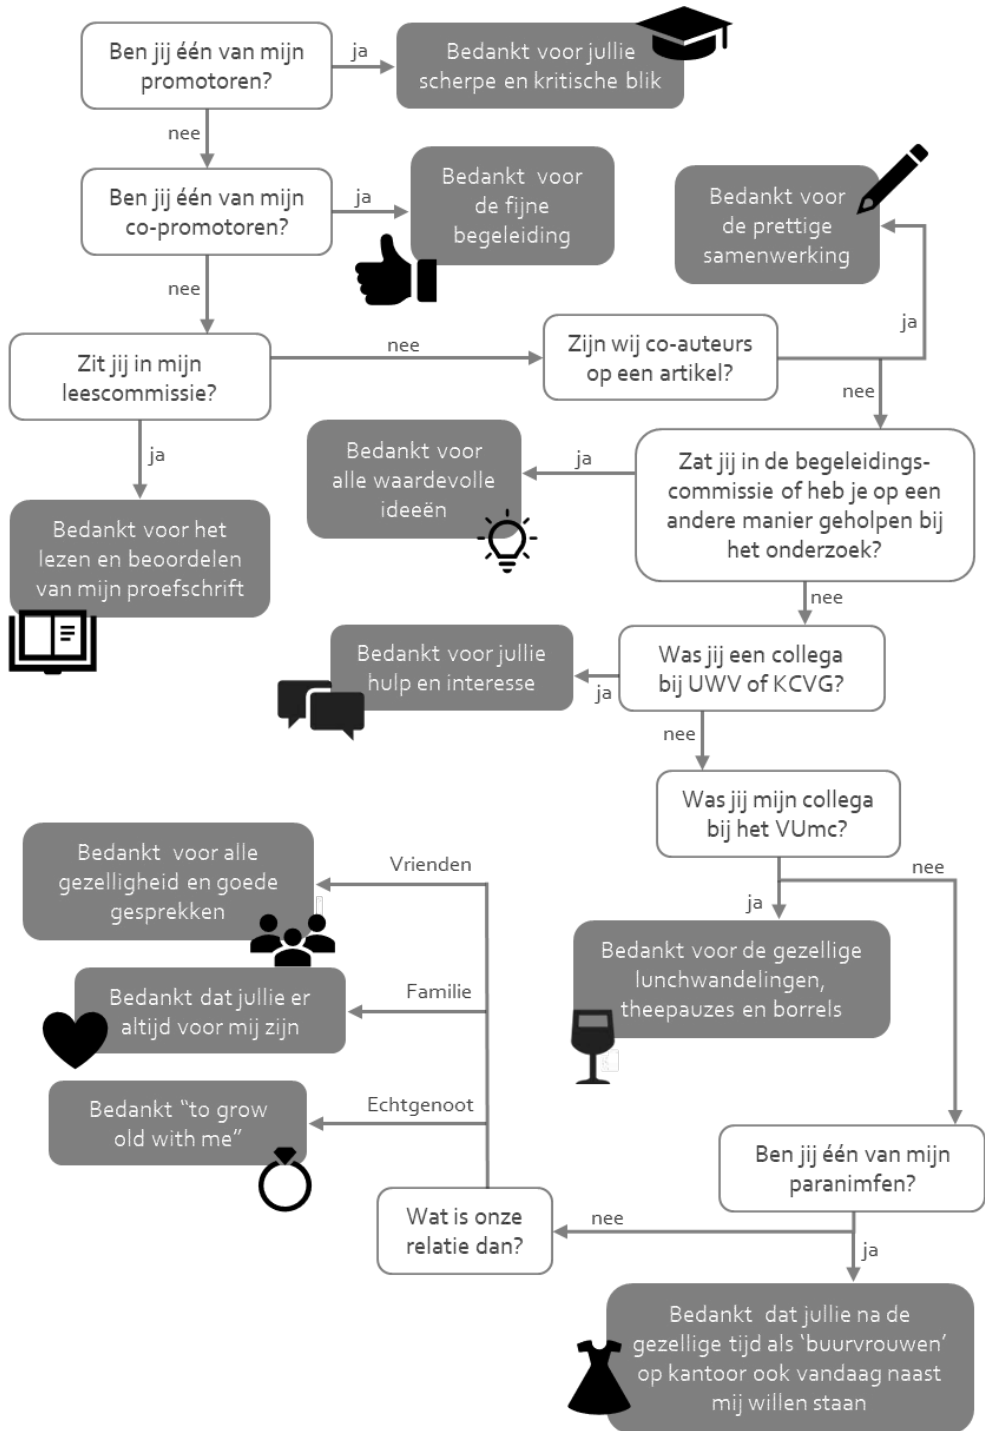 Ben jij één van mijn
promotoren?
ja
Bedankt voor jullie
scherpe en kritische blik
nee
Ben jij één van mijn
co-promotoren?
ja
Bedankt voor
de fijne
begeleiding
Bedankt voor
de prettige
samenwerking
nee
ja
Zit jij in mijn
leescommissie?
nee
Zijn wij co-auteurs
op een artikel?
nee
ja
Bedankt voor het
lezen en beoordelen
van mijn proefschrift
Bedankt voor
alle waardevolle
ideeën
ja
Zat jij in de begeleidings-
commissie of heb je op een
andere manier geholpen bij
het onderzoek?
nee
Bedankt voor jullie
hulp en interesse
ja
Was jij een collega
bij UWV of KCVG?
nee
Was jij mijn collega
bij het VUmc?
nee
ja
Bedankt voor de gezellige
lunchwandelingen,
theepauzes en borrels
Bedankt voor alle
gezelligheid en goede
gesprekken
Vrienden
Bedankt dat jullie er
altijd voor mij zijn
Familie
Bedankt “to grow
old with me”
Echtgenoot
Ben jij één van mijn
paranimfen?
nee
Wat is onze
relatie dan?
ja
Bedankt dat jullie na de
gezellige tijd als ‘buurvrouwen’
op kantoor ook vandaag naast
mij willen staan